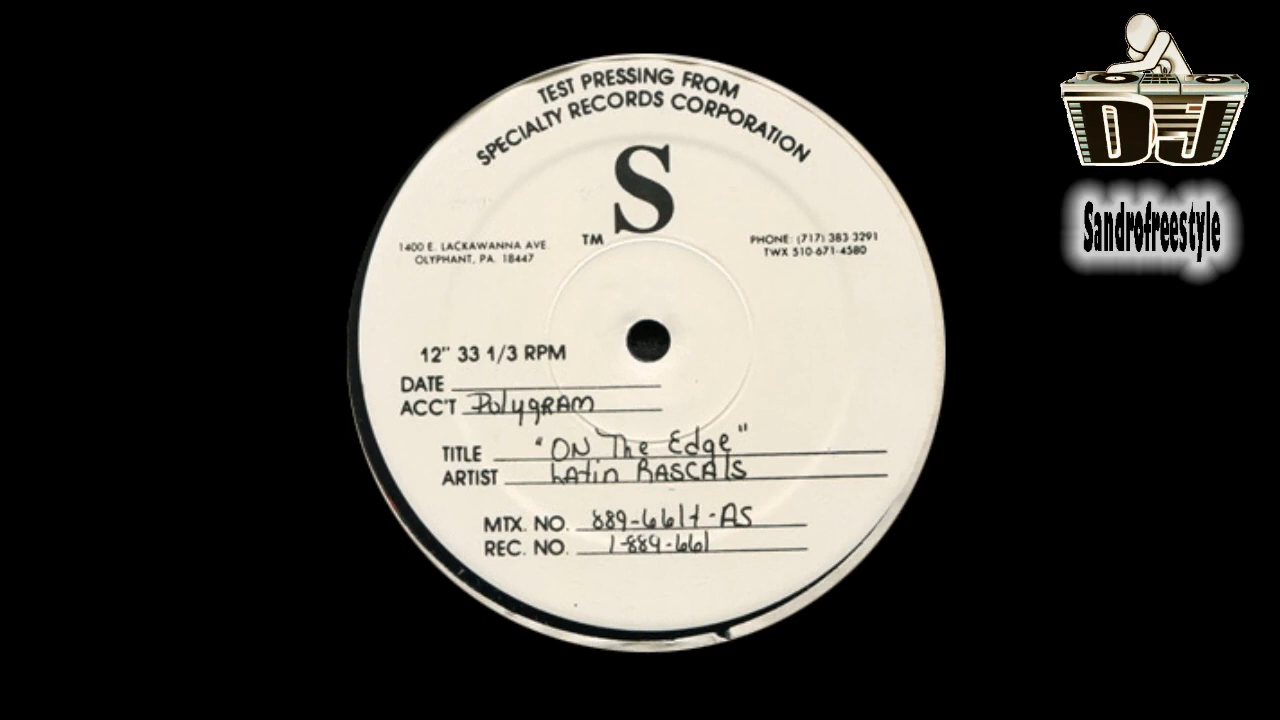 TEST PRESSING FROM
SPECIALTY RECORDS CORPORATION
S
TM
1400 E. LACKAWANNA AVE.
OLYPHANT, PA. 18447
PHONE: (717) 383-3291
TWX 510-671-4580
12" 33 1/3 RPM
DATE
ACC'T PolygRAM
TITLE "ON The Edge"
ARTIST LAtin RASCAls
MTX. NO. 889-661-1-AS
REC. NO. 1-889-661
DJ
Sandrofreestyle